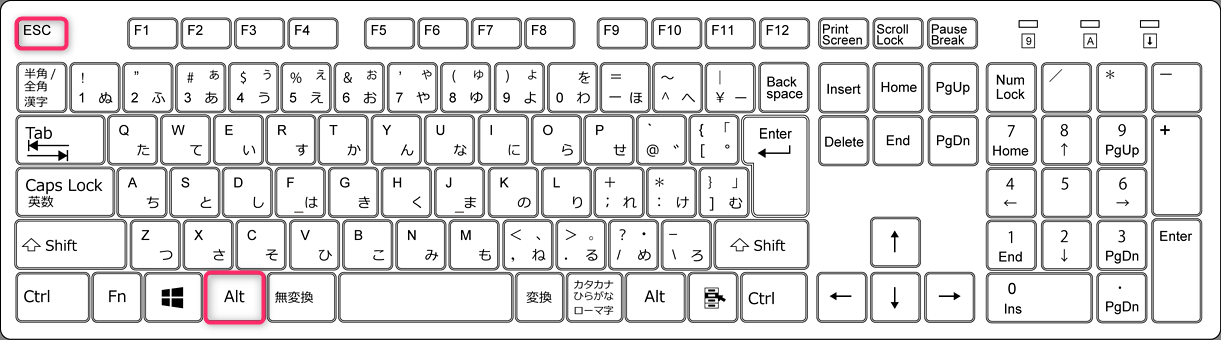 ESC F1 F2 F3 F4 F5 F6 F7 F8 F9 F10 F11 F12 Print Screen Scroll Lock Pause Break 9 A ⬇
半角/全角 漢字 ! 1 ぬ " 2 ふ # ぁ 3 あ $ ぅ 4 う % ぇ 5 え & ぉ 6 お ' ゃ 7 や ( ゅ 8 ゆ ) ょ 9 よ を 0 わ = − ほ ～ ^ へ | ¥ ー Back space Insert Home PgUp Num Lock ／ ＊ −
Tab Q た W て E い R す T か Y ん U な I に O ら P せ ` @ ゛ { 「 [ ゜ Enter Delete End PgDn 7 Home 8 ↑ 9 PgUp +
Caps Lock 英数 A ち S と D し F _は G き H く J _ま K の L り + ; れ * : け } 」 ] む 4 ← 5 6 →
Shift Z つ X さ C そ V ひ B こ N み M も < 、 , ね > 。 . る ? ・ / め _ \ ろ Shift ↑ 1 End 2 ↓ 3 PgDn Enter
Ctrl Fn Alt 無変換 変換 カタカナ ひらがな ローマ字 Alt Ctrl ← ↓ → 0 Ins . PgDn